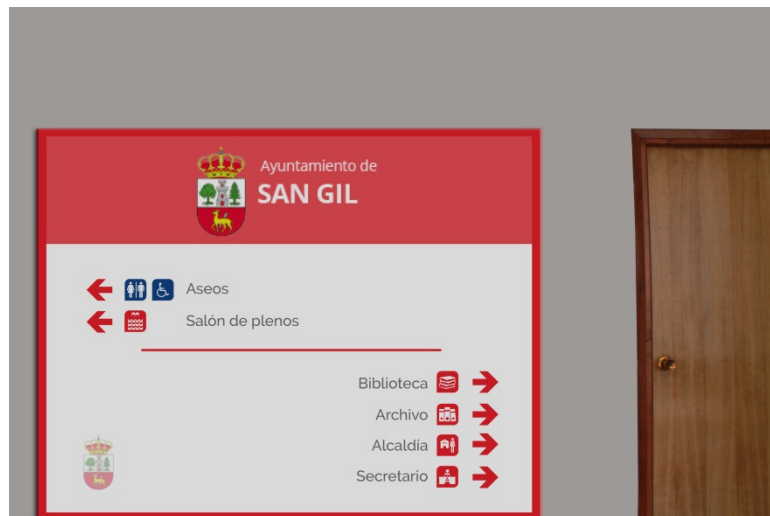 Ayuntamiento de
SAN GIL
Aseos
Salón de plenos
Biblioteca
Archivo
Alcaldía
Secretario